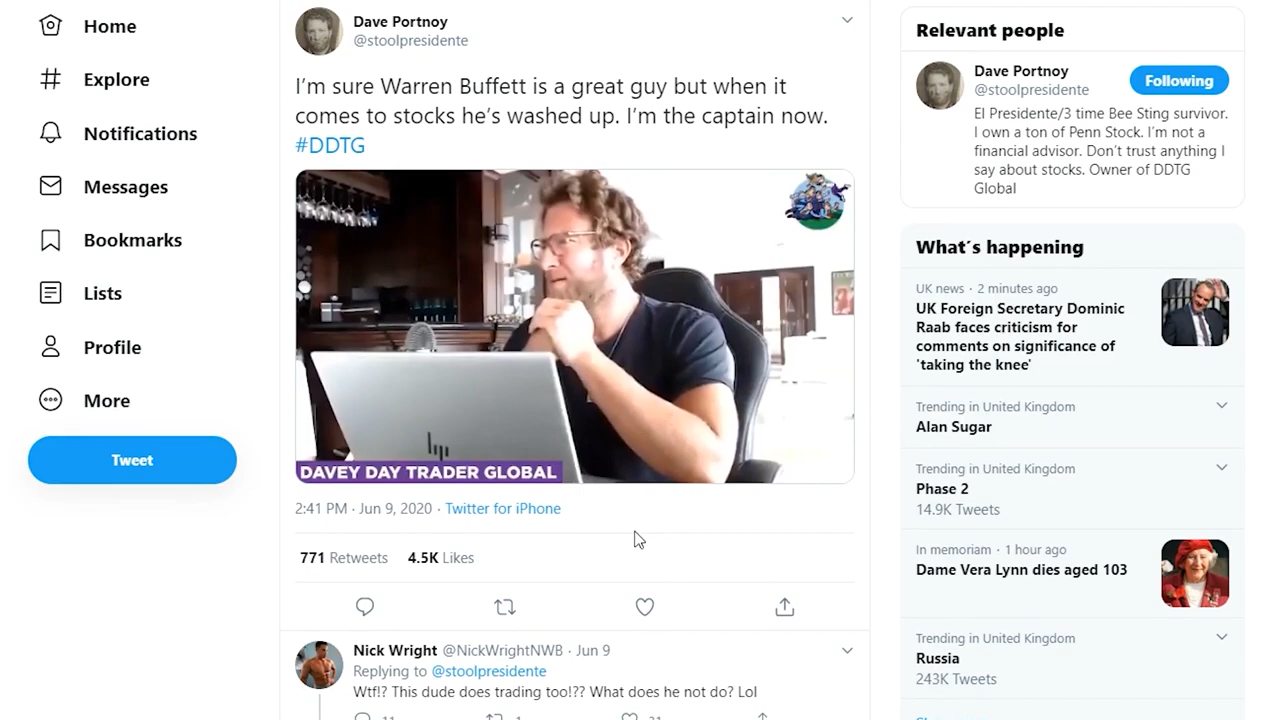 Home
Explore
Notifications
Messages
Bookmarks
Lists
Profile
More
Tweet
Dave Portnoy
@stoolpresidente
I'm sure Warren Buffett is a great guy but when it
comes to stocks he's washed up. I'm the captain now.
#DDTG
hp
DAVEY DAY TRADER GLOBAL
2:41 PM · Jun 9, 2020 · Twitter for iPhone
771 Retweets 4.5K Likes
Nick Wright @NickWrightNWB · Jun 9
Replying to @stoolpresidente
Wtf!? This dude does trading too!?? What does he not do? Lol
11 1 31
Relevant people
Dave Portnoy
@stoolpresidente
Following
El Presidente/3 time Bee Sting survivor.
I own a ton of Penn Stock. I'm not a
financial advisor. Don't trust anything I
say about stocks. Owner of DDTG
Global
What´s happening
UK news · 2 minutes ago
UK Foreign Secretary Dominic
Raab faces criticism for
comments on significance of
'taking the knee'
Trending in United Kingdom
Alan Sugar
Trending in United Kingdom
Phase 2
14.9K Tweets
In memoriam · 1 hour ago
Dame Vera Lynn dies aged 103
Trending in United Kingdom
Russia
243K Tweets